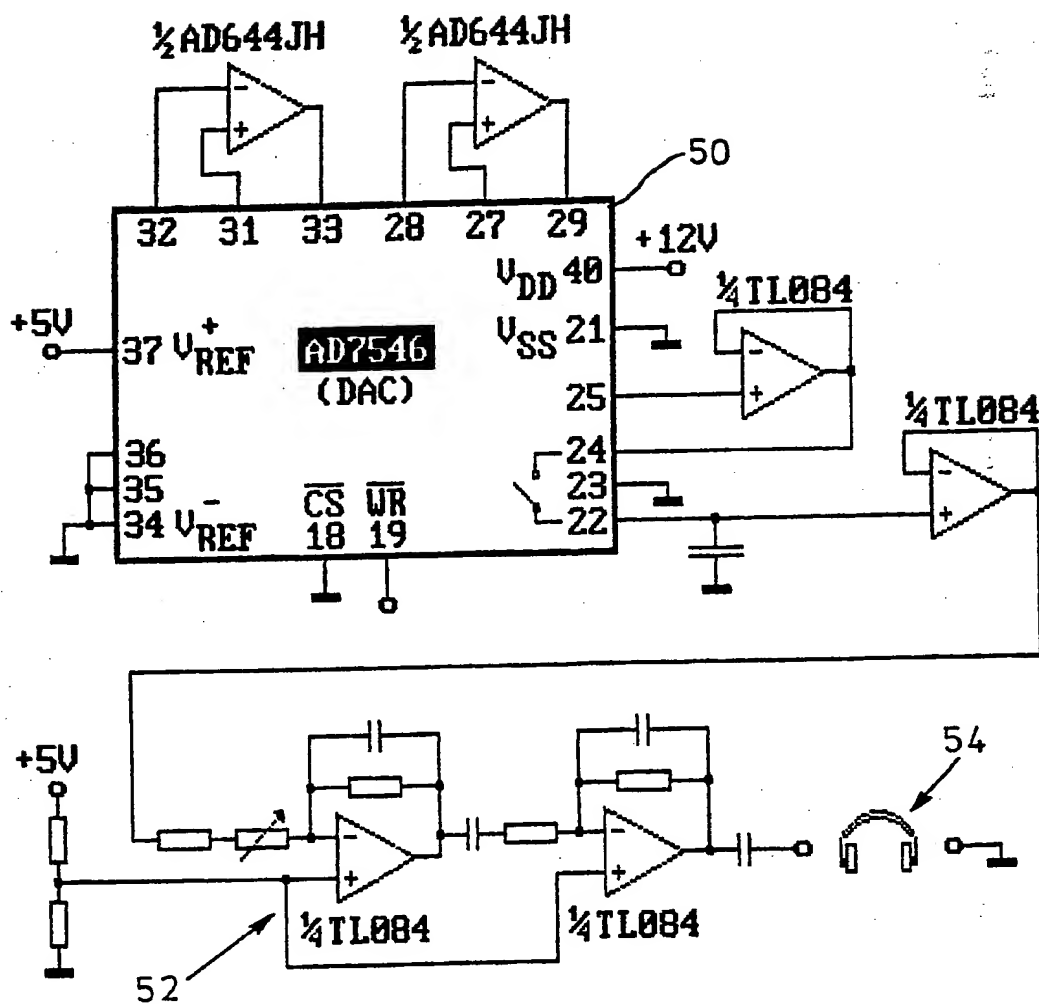 ½AD644JH ½AD644JH
- -
+ +
50
32 31 33 28 27 29
+12V
VDD 40
¼TL084
+5V
37 VREF+
AD7546
(DAC)
VSS 21
-
+
25
¼TL084
36
24
-
35
23
+
34 VREF-
CS WR
18 19
22
+5V
54
- -
+ +
¼TL084 ¼TL084
52